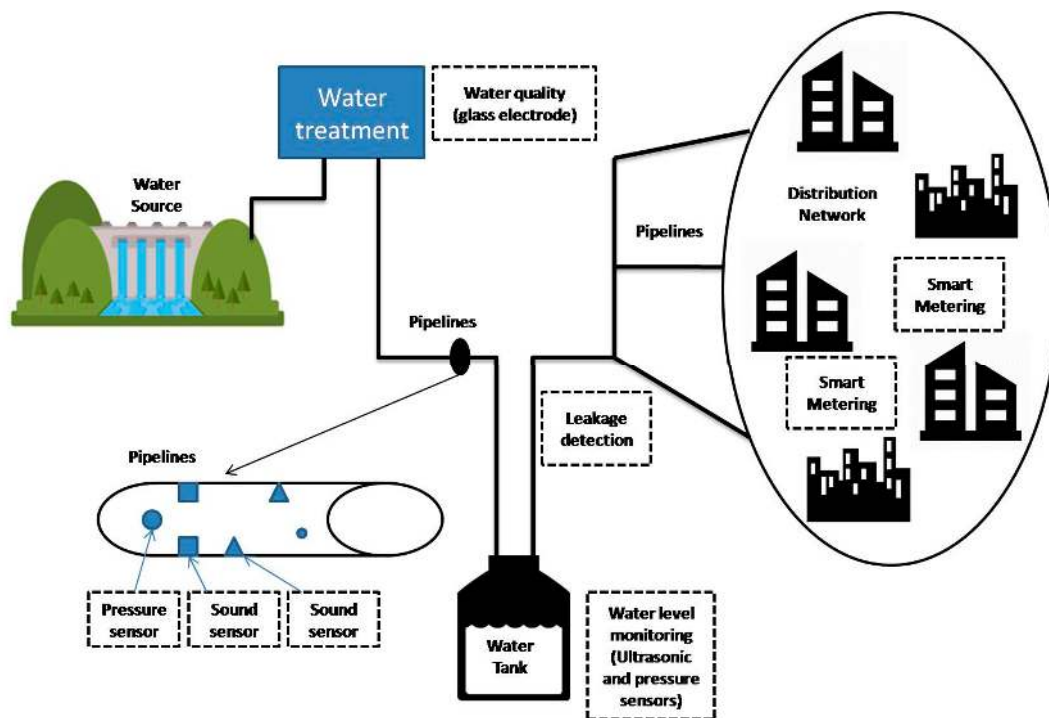 Water
treatment
Water quality
(glass electrode)
Water
Source
Distribution
Network
Pipelines
Smart
Metering
Pipelines
Smart
Metering
Leakage
detection
Pipelines
Pressure
sensor
Sound
sensor
Sound
sensor
Water
Tank
Water level
monitoring
(Ultrasonic
and pressure
sensors)